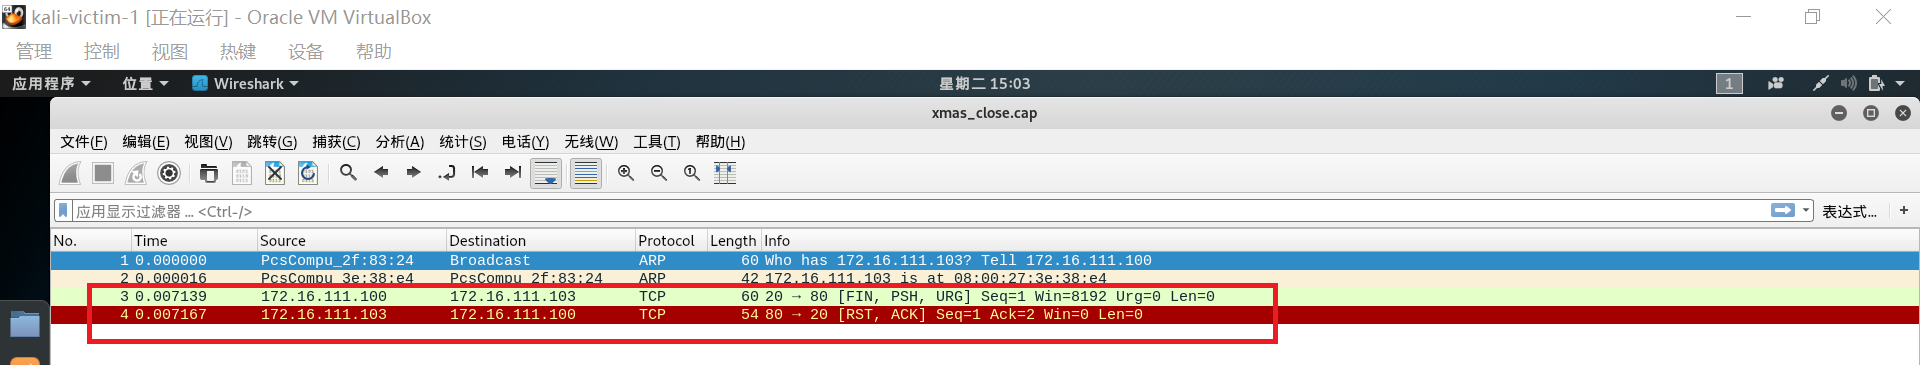 kali-victim-1 [正在运行] - Oracle VM VirtualBox
管理 控制 视图 热键 设备 帮助
应用程序 位置 Wireshark 星期二 15:03 1
xmas_close.cap
文件(F) 编辑(E) 视图(V) 跳转(G) 捕获(C) 分析(A) 统计(S) 电话(Y) 无线(W) 工具(T) 帮助(H)
应用显示过滤器 … <Ctrl-/> 表达式… +
No. Time Source Destination Protocol Length Info
1 0.000000 PcsCompu_2f:83:24 Broadcast ARP 60 Who has 172.16.111.103? Tell 172.16.111.100
2 0.000016 PcsCompu_3e:38:e4 PcsCompu_2f:83:24 ARP 42 172.16.111.103 is at 08:00:27:3e:38:e4
3 0.007139 172.16.111.100 172.16.111.103 TCP 60 20 → 80 [FIN, PSH, URG] Seq=1 Win=8192 Urg=0 Len=0
4 0.007167 172.16.111.103 172.16.111.100 TCP 54 80 → 20 [RST, ACK] Seq=1 Ack=2 Win=0 Len=0